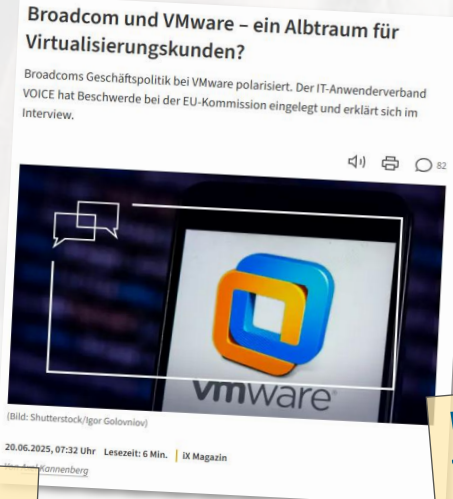 Broadcom und VMware – ein Albtraum für
Virtualisierungskunden?
Broadcoms Geschäftspolitik bei VMware polarisiert. Der IT-Anwenderverband
VOICE hat Beschwerde bei der EU-Kommission eingelegt und erklärt sich im
Interview.
82
vmware
(Bild: Shutterstock/Igor Golovniov)
20.06.2025, 07:32 Uhr Lesezeit: 6 Min. | iX Magazin
Kannenberg